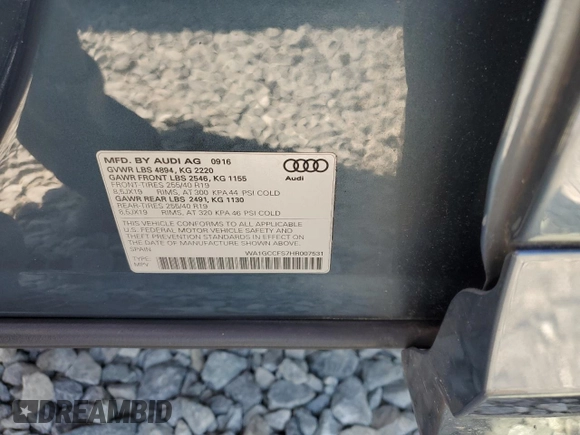 MFD. BY AUDI AG 09 16
GVWR LBS 4894, KG 2220
GAWR FRONT LBS 2546, KG 1155
FRONT-TIRES 255/40 R19
8,5JX19 RIMS, AT 300 KPA 44 PSI COLD
GAWR REAR LBS 2491, KG 1130
REAR-TIRES 255/40 R19
8,5JX19 RIMS, AT 320 KPA 46 PSI COLD
THIS VEHICLE CONFORMS TO ALL APPLICABLE
U.S. FEDERAL MOTOR VEHICLE SAFETY AND
THEFT PREVENTION STANDARDS IN EFFECT ON
THE DATE OF MANUFACTURE SHOWN ABOVE.
SPAIN
TYPE: MPV
WA1GCCFS7HR007531
Audi
DREAMBID